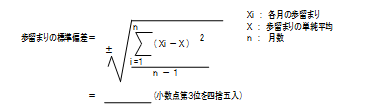 歩留まりの標準偏差＝ ± √ n Σ i=1 (Xi－X) 2 n － 1
Xi ： 各月の歩留まり
X ： 歩留まりの単純平均
n ： 月数
＝ ______ (小数点第3位を四捨五入)